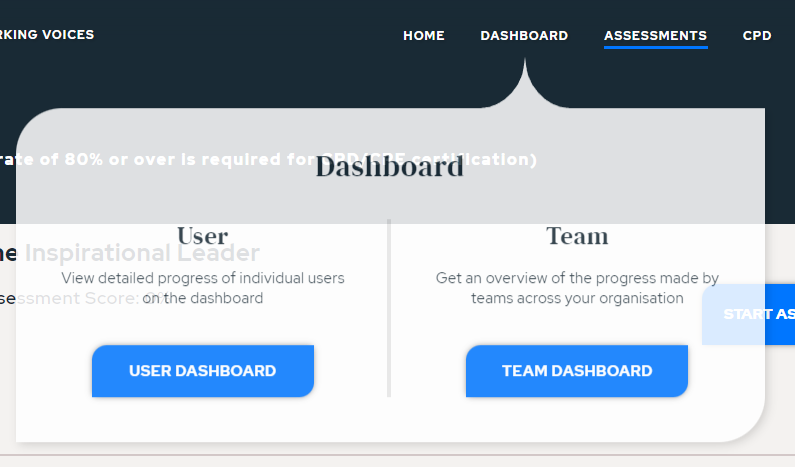 RKING VOICES
HOME DASHBOARD ASSESSMENTS CPD
rate of 80% or over is required for certification)
Dashboard
User
Team
ne Inspirational Leader
View detailed progress of individual users
on the dashboard
Get an overview of the progress made by
teams across your organisation
sessment Score:
START AS
USER DASHBOARD
TEAM DASHBOARD